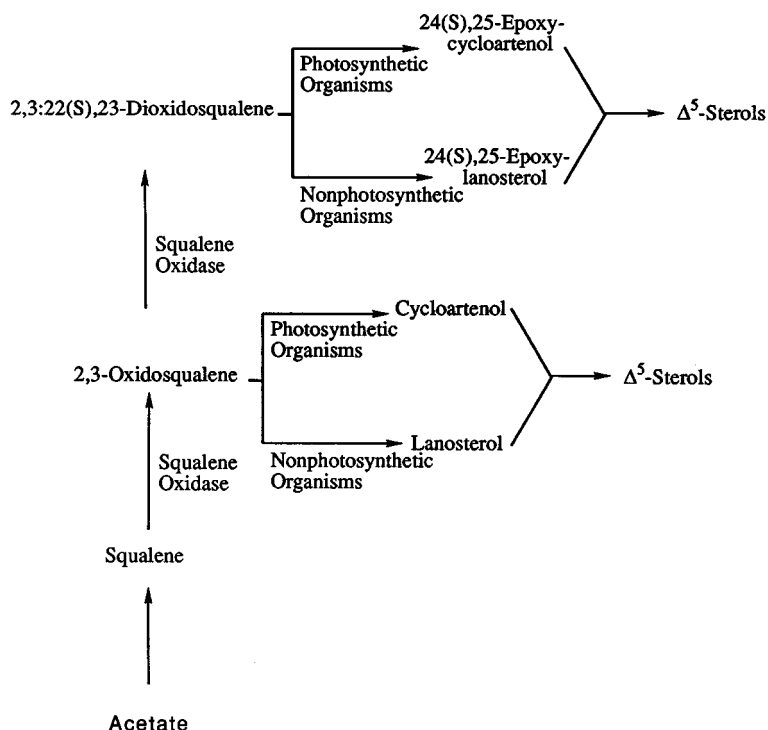 24(S),25-Epoxy-
cycloartenol
Photosynthetic
Organisms
2,3:22(S),23-Dioxidosqualene
Δ⁵-Sterols
24(S),25-Epoxy-
lanosterol
Nonphotosynthetic
Organisms
Squalene
Oxidase
Cycloartenol
Photosynthetic
Organisms
2,3-Oxidosqualene
Δ⁵-Sterols
Lanosterol
Nonphotosynthetic
Organisms
Squalene
Oxidase
Squalene
Acetate